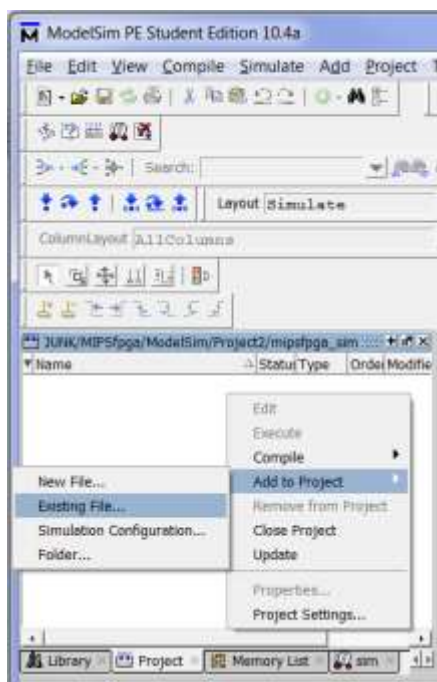 ModelSim PE Student Edition 10.4a
File Edit View Compile Simulate Add Project
Search:
Layout Simulate
ColumnLayout AllColumns
JUNK/MIPSfpga/ModelSim/Project2/mipsfpga_sim
Name Statu Type Order Modifie
Edit
Execute
Compile
New File... Add to Project
Existing File... Remove from Project
Simulation Configuration... Close Project
Folder... Update
Properties...
Project Settings...
Library Project Memory List sim